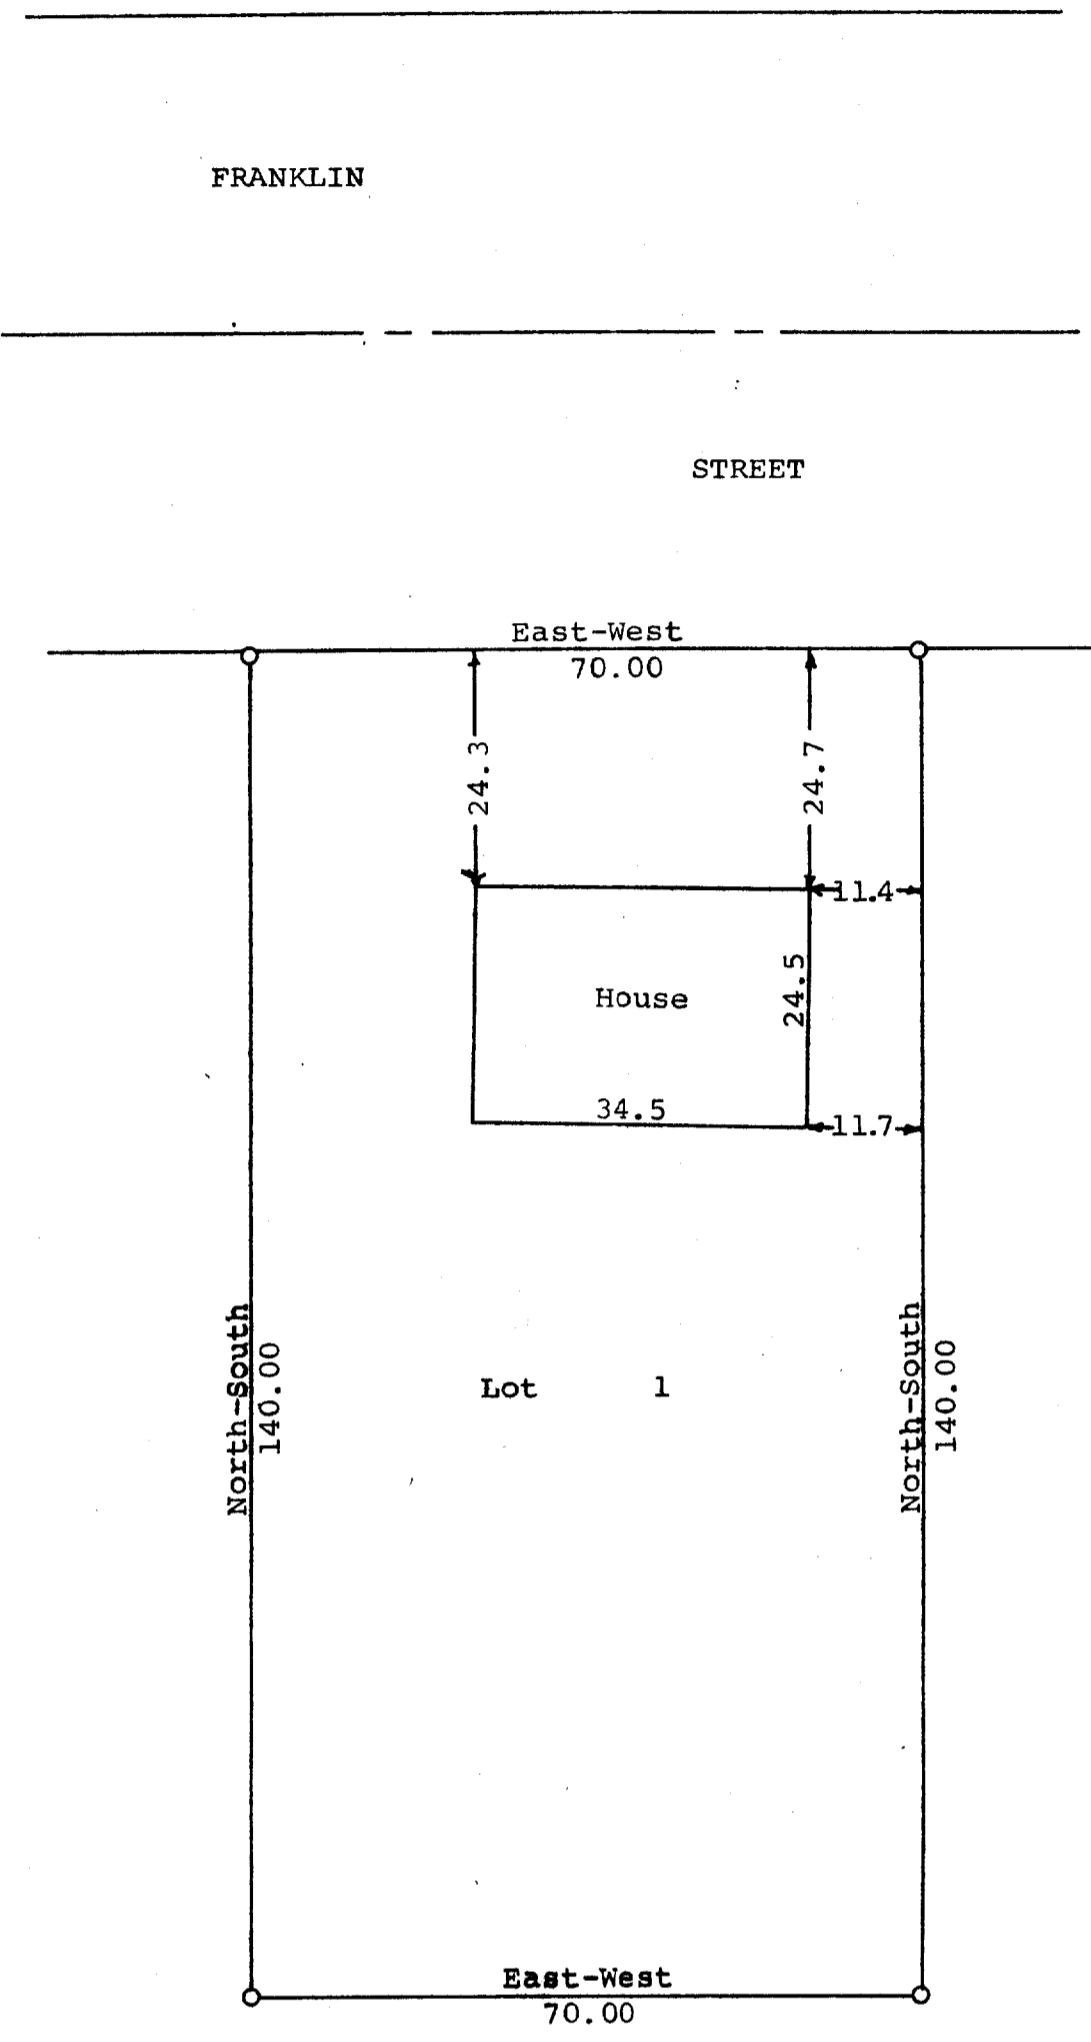 FRANKLIN
STREET
East-West
70.00
24.3
24.7
11.4
House
24.5
34.5
11.7
North-South
140.00
Lot 1
North-South
140.00
East-West
70.00